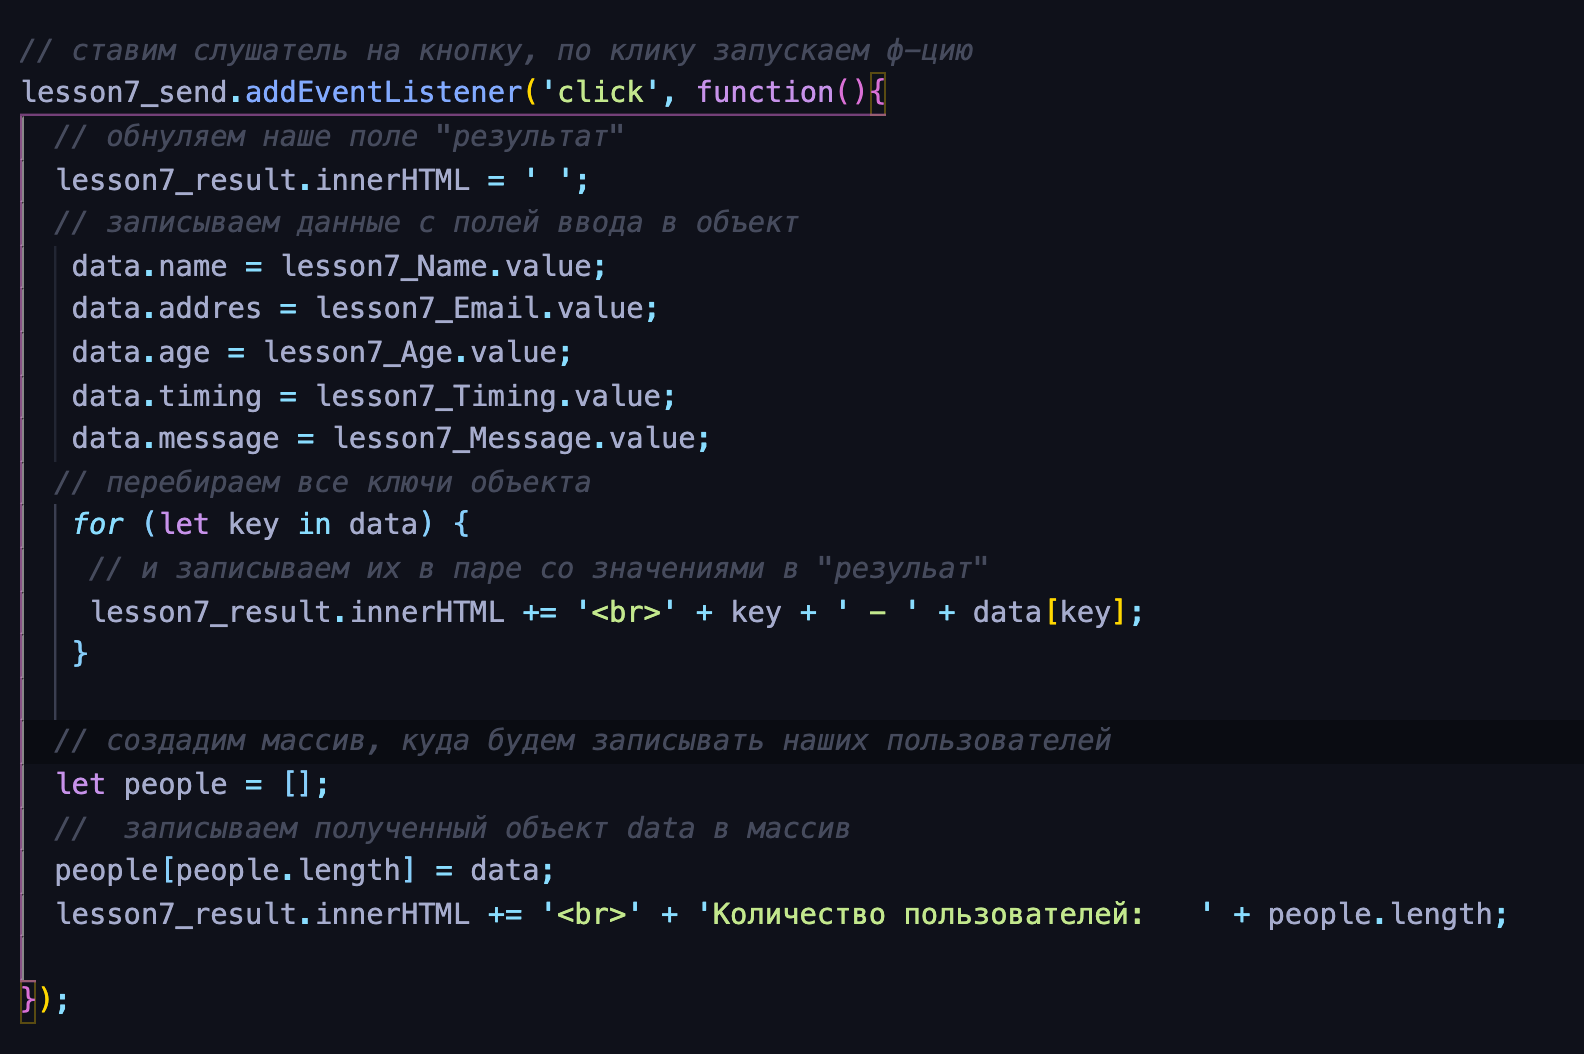 // ставим слушатель на кнопку, по клику запускаем ф-цию
lesson7_send.addEventListener('click', function(){
// обнуляем наше поле "результат"
lesson7_result.innerHTML = ' ';
// записываем данные с полей ввода в объект
data.name = lesson7_Name.value;
data.addres = lesson7_Email.value;
data.age = lesson7_Age.value;
data.timing = lesson7_Timing.value;
data.message = lesson7_Message.value;
// перебираем все ключи объекта
for (let key in data) {
// и записываем их в паре со значениями в "резульат"
lesson7_result.innerHTML += '<br>' + key + ' - ' + data[key];
}
// создадим массив, куда будем записывать наших пользователей
let people = [];
//  записываем полученный объект data в массив
people[people.length] = data;
lesson7_result.innerHTML += '<br>' + 'Количество пользователей:   ' + people.length;
});